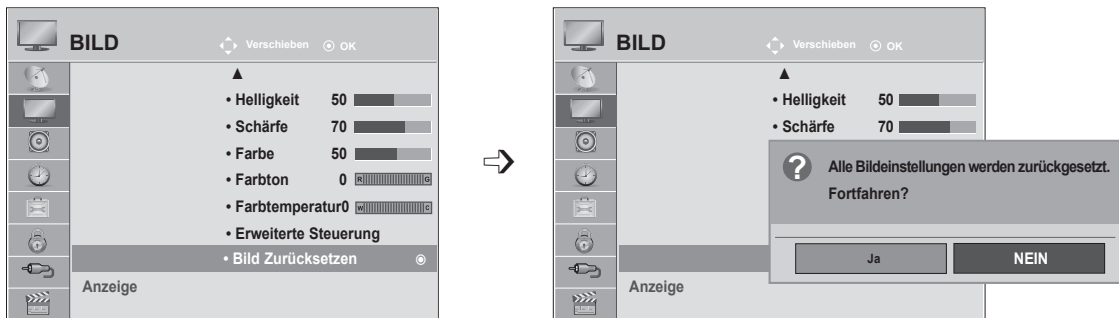 BILD
Verschieben OK
▲
• Helligkeit 50
• Schärfe 70
• Farbe 50
• Farbton 0 R G
• Farbtemperatur0 W C
• Erweiterte Steuerung
• Bild Zurücksetzen
Anzeige
BILD
Verschieben OK
▲
• Helligkeit 50
• Schärfe 70
? Alle Bildeinstellungen werden zurückgesetzt.
Fortfahren?
Ja NEIN
Anzeige